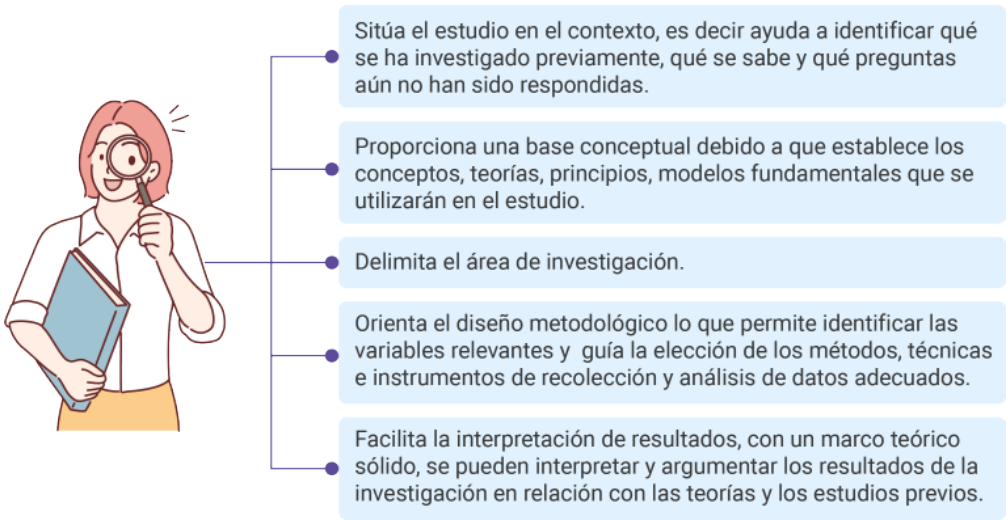 Sitúa el estudio en el contexto, es decir ayuda a identificar qué
se ha investigado previamente, qué se sabe y qué preguntas
aún no han sido respondidas.
Proporciona una base conceptual debido a que establece los
conceptos, teorías, principios, modelos fundamentales que se
utilizarán en el estudio.
Delimita el área de investigación.
Orienta el diseño metodológico lo que permite identificar las
variables relevantes y  guía la elección de los métodos, técnicas
e instrumentos de recolección y análisis de datos adecuados.
Facilita la interpretación de resultados, con un marco teórico
sólido, se pueden interpretar y argumentar los resultados de la
investigación en relación con las teorías y los estudios previos.